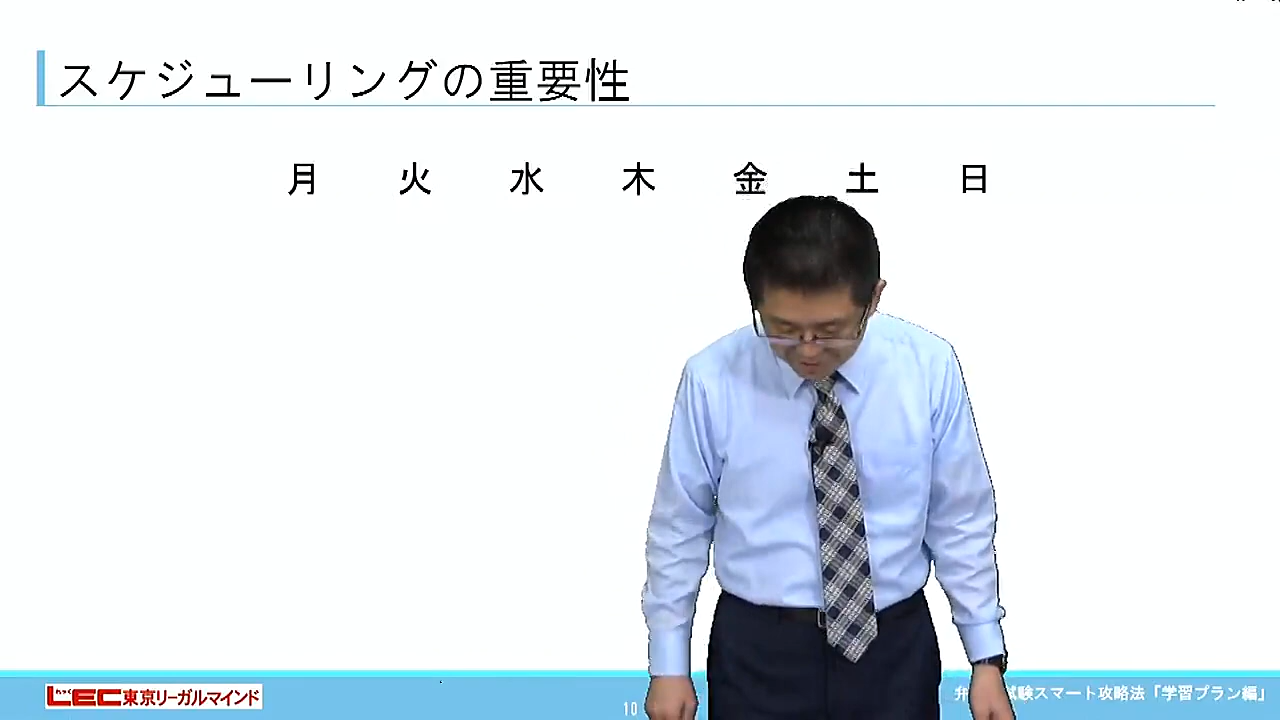 スケジューリングの重要性
月 火 水 木 金 土 日
LEC東京リーガルマインド
10
弁 試験スマート攻略法「学習プラン編」